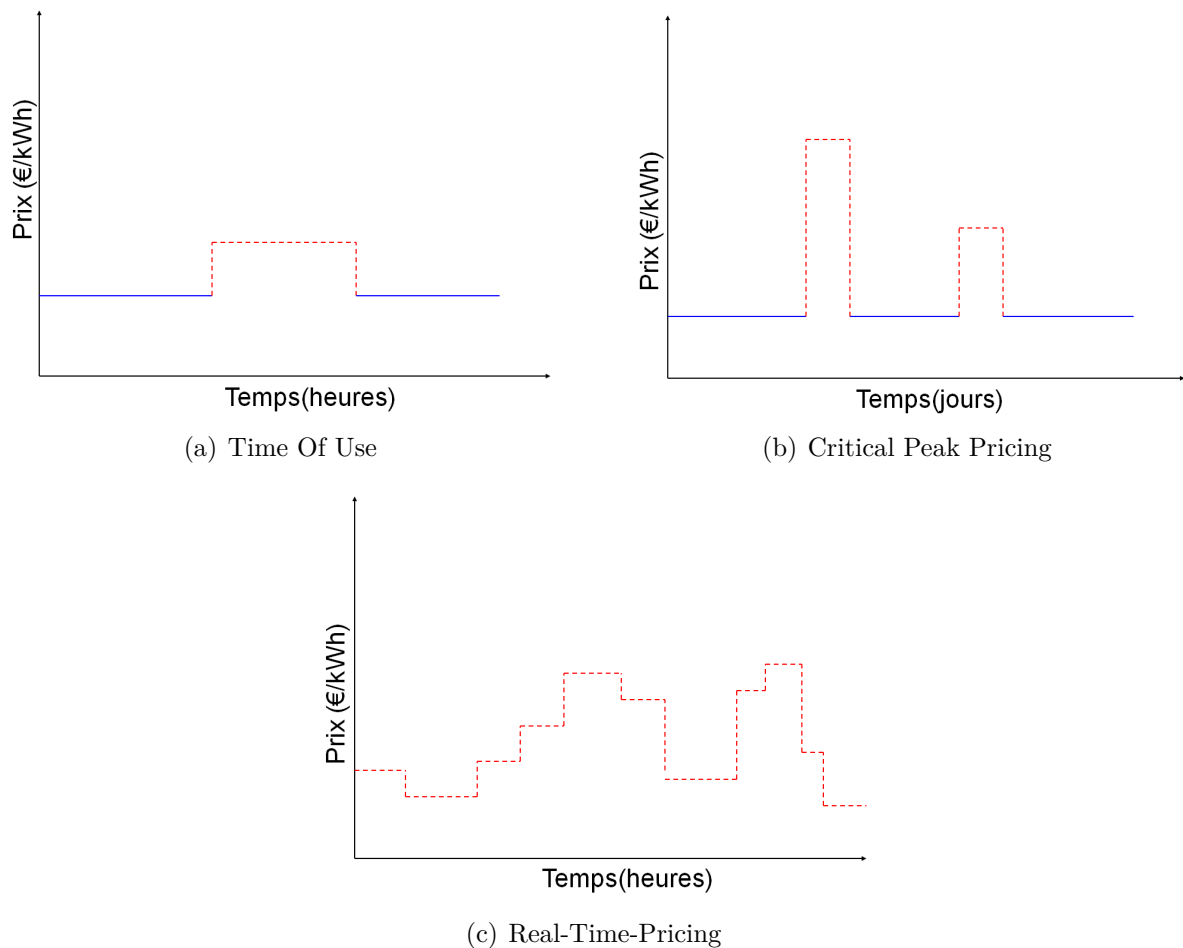 Prix (€/kWh)
Temps(heures)
(a) Time Of Use
Prix (€/kWh)
Temps(jours)
(b) Critical Peak Pricing
Prix (€/kWh)
Temps(heures)
(c) Real-Time-Pricing